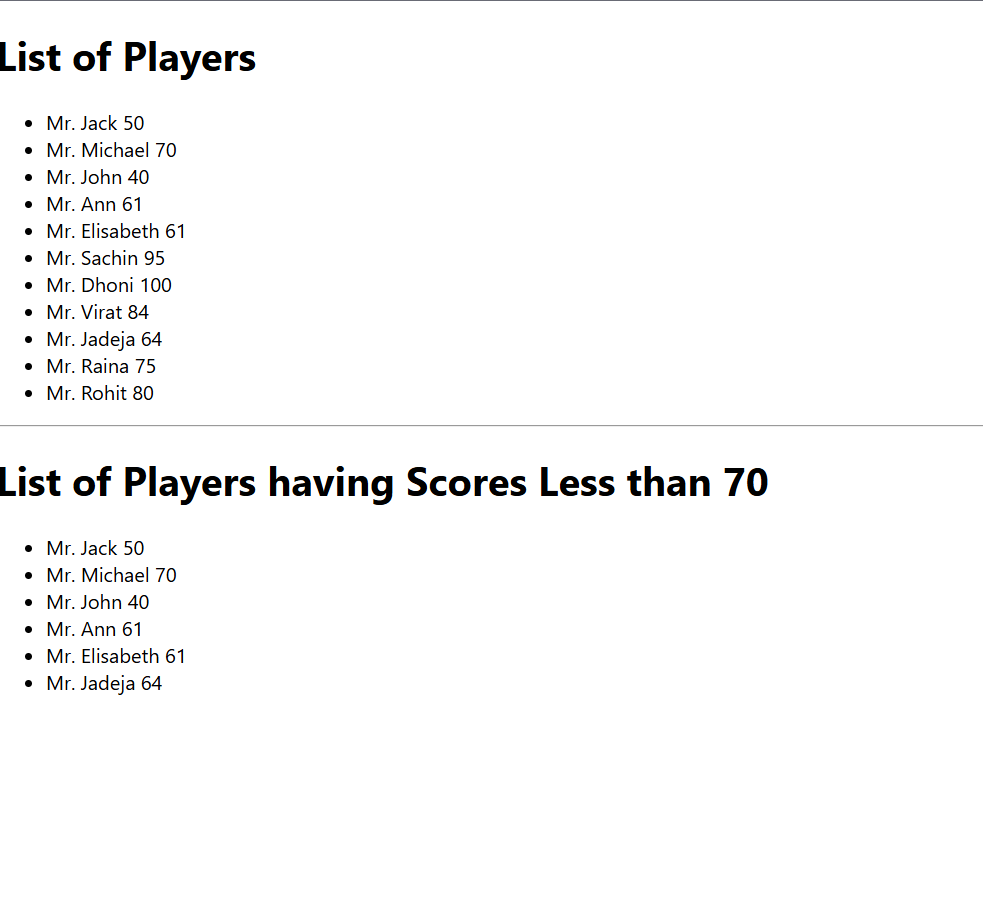 List of Players
Mr. Jack 50
Mr. Michael 70
Mr. John 40
Mr. Ann 61
Mr. Elisabeth 61
Mr. Sachin 95
Mr. Dhoni 100
Mr. Virat 84
Mr. Jadeja 64
Mr. Raina 75
Mr. Rohit 80
List of Players having Scores Less than 70
Mr. Jack 50
Mr. Michael 70
Mr. John 40
Mr. Ann 61
Mr. Elisabeth 61
Mr. Jadeja 64